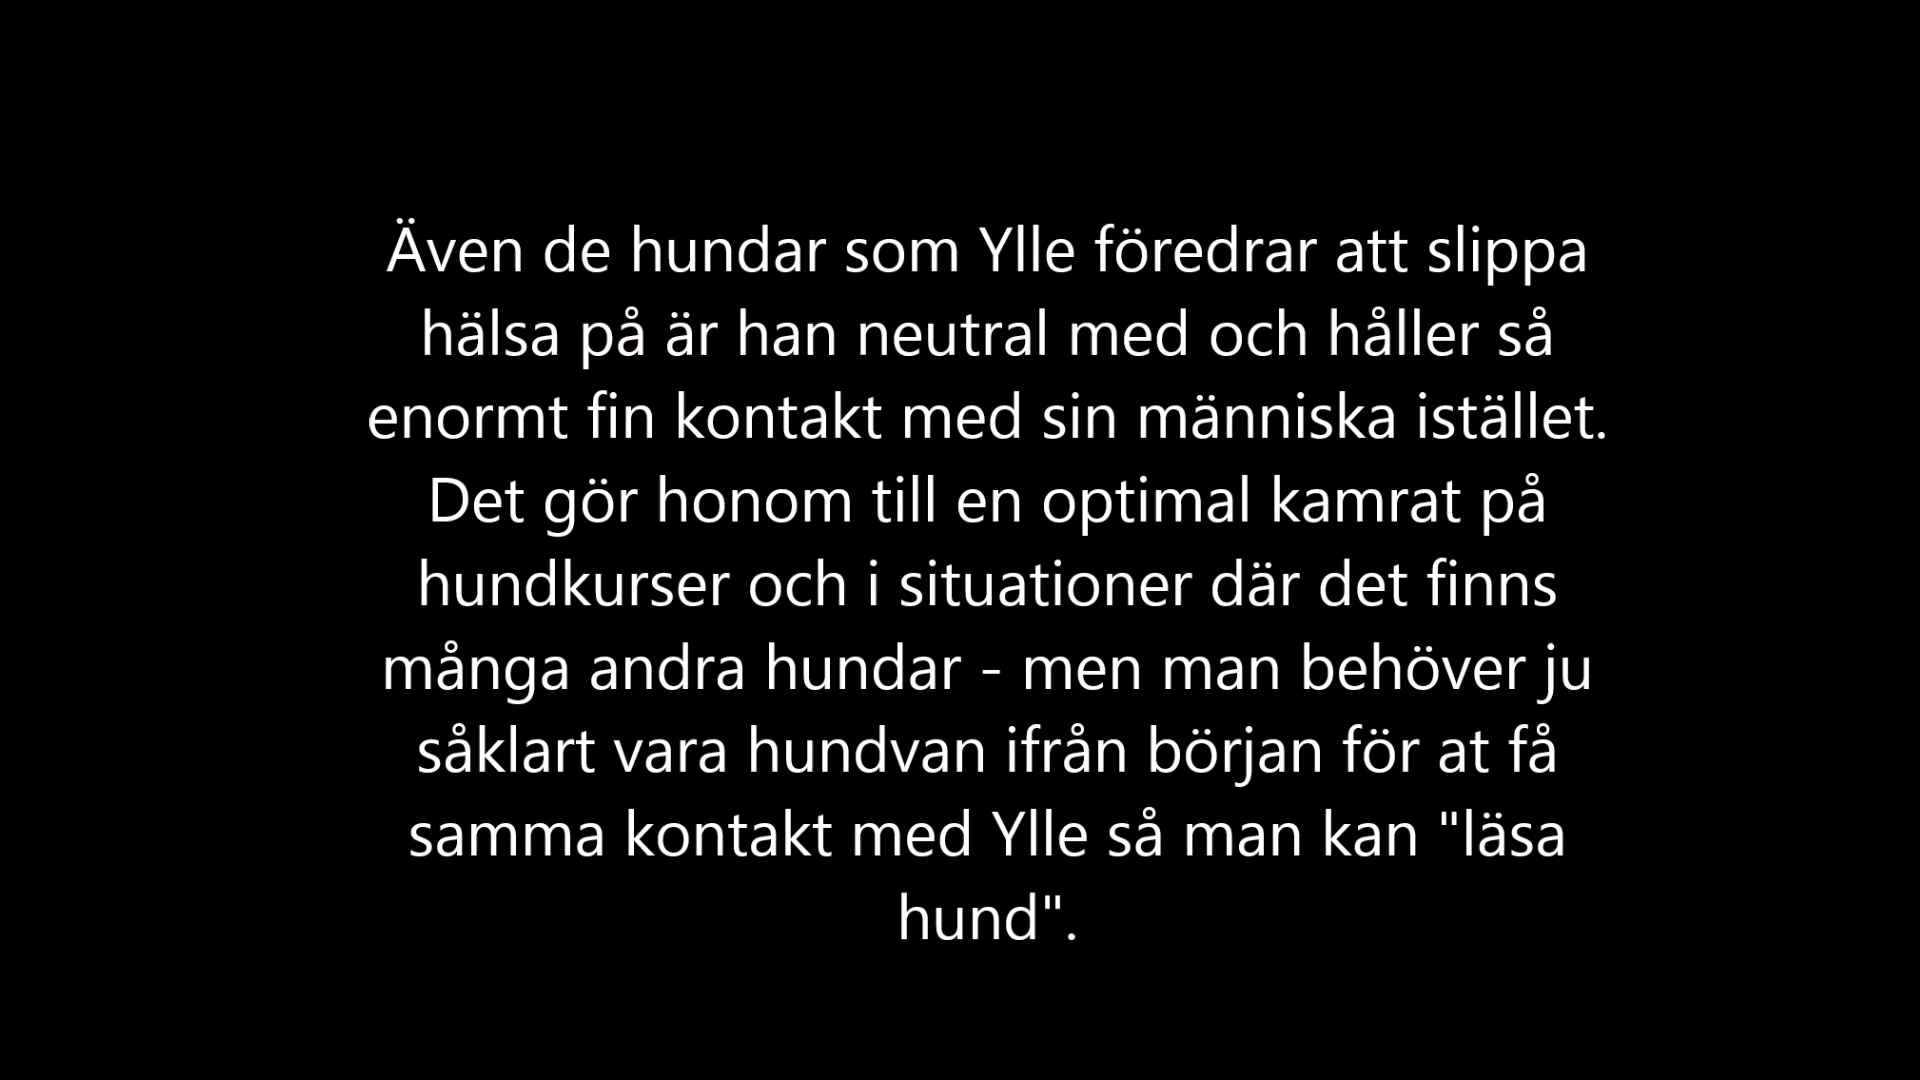 Även de hundar som Ylle föredrar att slippa
hälsa på är han neutral med och håller så
enormt fin kontakt med sin människa istället.
Det gör honom till en optimal kamrat på
hundkurser och i situationer där det finns
många andra hundar - men man behöver ju
såklart vara hundvan ifrån början för at få
samma kontakt med Ylle så man kan "läsa
hund".